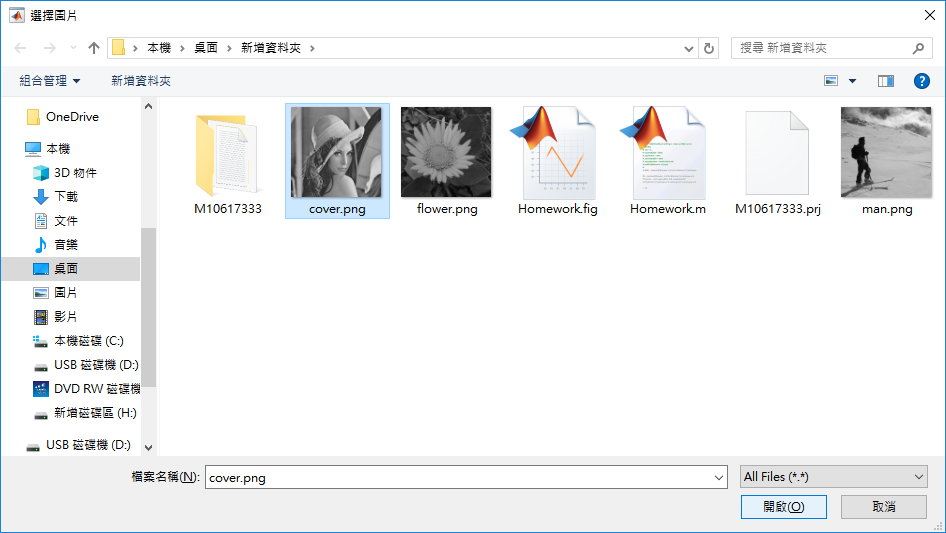 選擇圖片
本機 桌面 新增資料夾
搜尋 新增資料夾
組合管理 新增資料夾
OneDrive
本機
3D 物件
下載
文件
音樂
桌面
圖片
影片
本機磁碟 (C:)
USB 磁碟機 (D:)
DVD RW 磁碟機
新增磁碟區 (H:)
USB 磁碟機 (D:)
M10617333
cover.png
flower.png
Homework.fig
Homework.m
M10617333.prj
man.png
檔案名稱(N): cover.png
All Files (*.*)
開啟(O) 取消